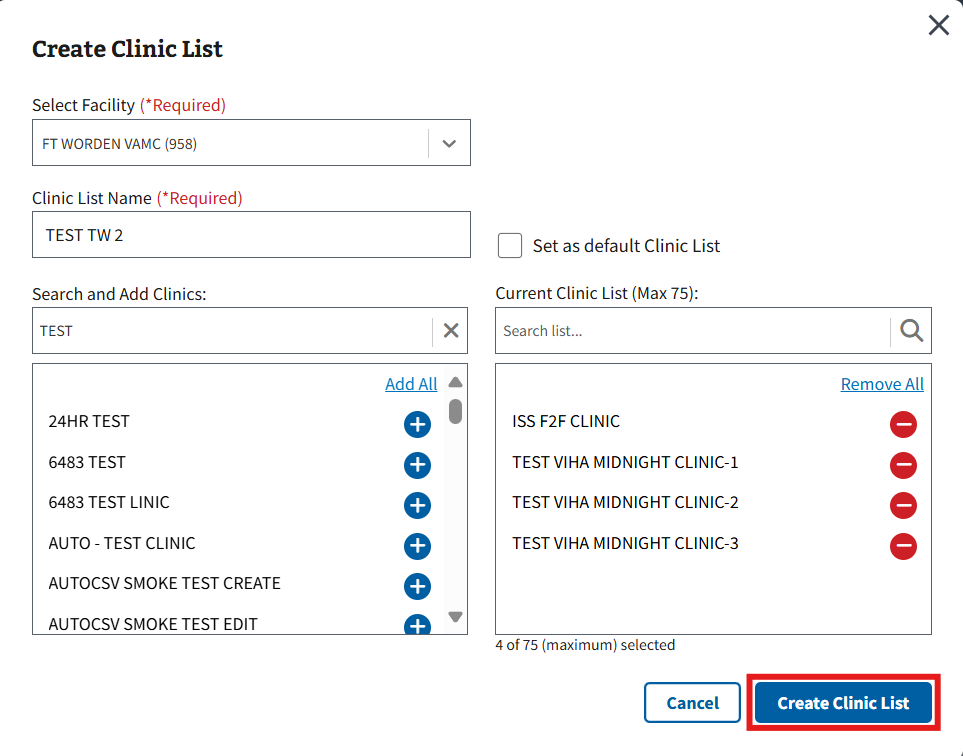 Create Clinic List
Select Facility (*Required)
FT WORDEN VAMC (958)
Clinic List Name (*Required)
TEST TW 2
Set as default Clinic List
Search and Add Clinics:
TEST
Add All
24HR TEST
6483 TEST
6483 TEST LINIC
AUTO - TEST CLINIC
AUTOCSV SMOKE TEST CREATE
AUTOCSV SMOKE TEST EDIT
Current Clinic List (Max 75):
Search list...
Remove All
ISS F2F CLINIC
TEST VIHA MIDNIGHT CLINIC-1
TEST VIHA MIDNIGHT CLINIC-2
TEST VIHA MIDNIGHT CLINIC-3
4 of 75 (maximum) selected
Cancel
Create Clinic List